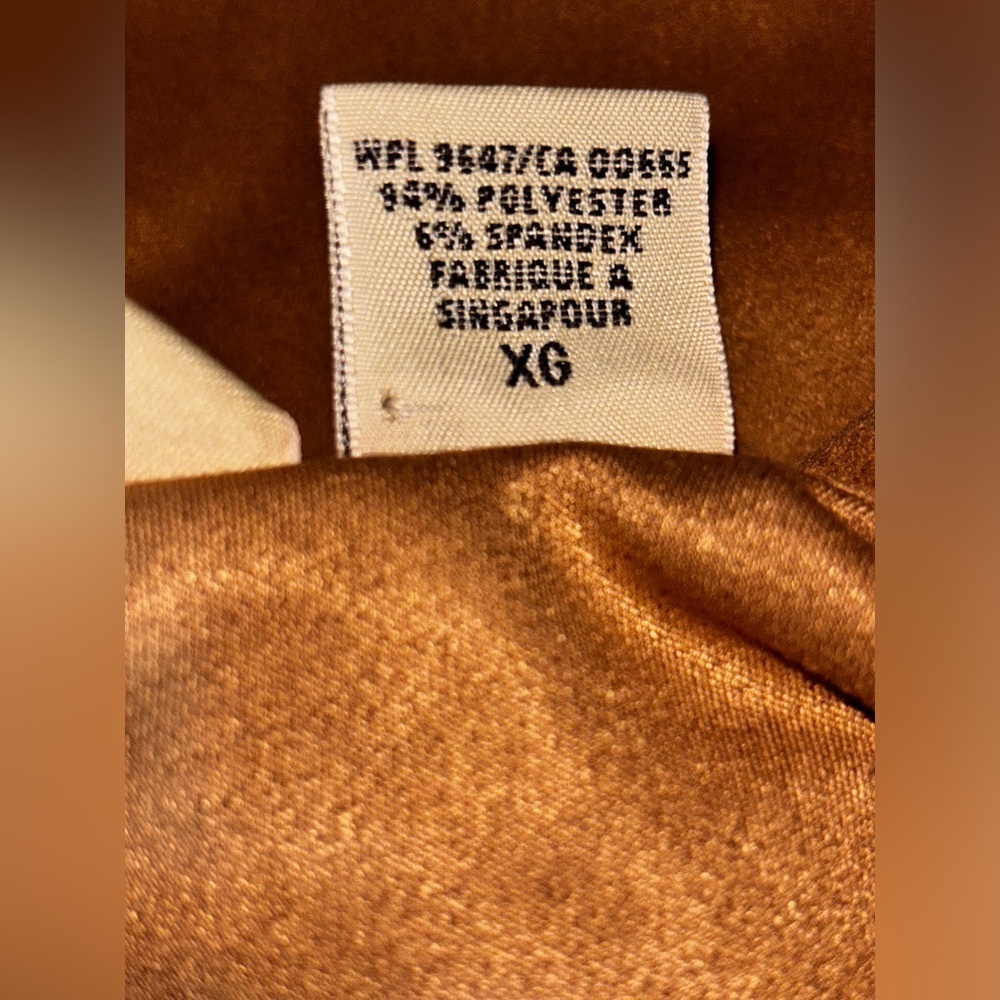 WPL 9647/CA 00665
94% POLYESTER
6% SPANDEX
FABRIQUE A
SINGAPOUR
XG